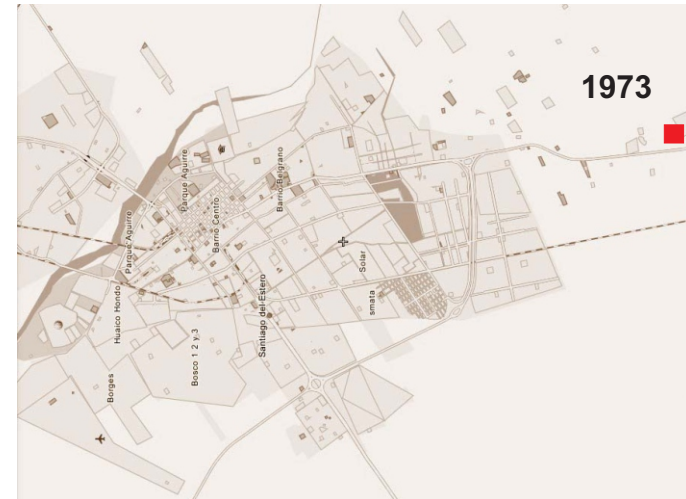 1973
Parque Aguirre
Barrio Belgrano
Barrio Centro
Parque Aguirre
Solar
Huaico Hondo
Santiago del Estero
smata
Bosco 1 2 y 3
Borges